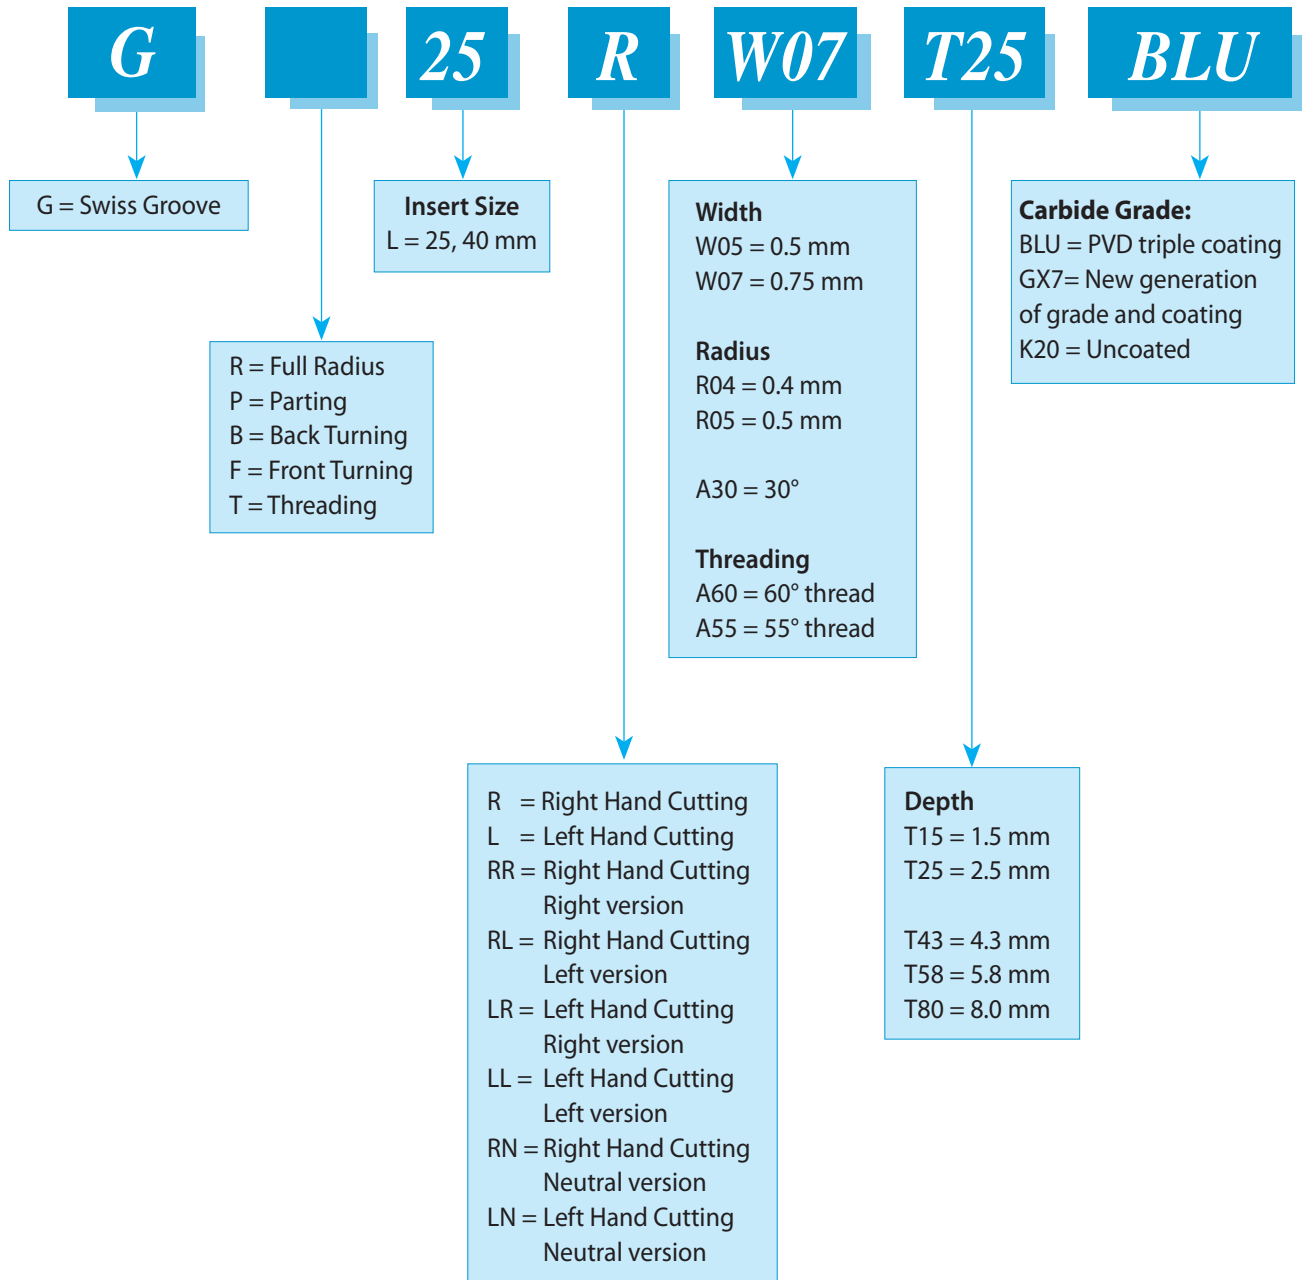 G 25 R W07 T25 BLU
G = Swiss Groove
R = Full Radius
P = Parting
B = Back Turning
F = Front Turning
T = Threading
Insert Size
L = 25, 40 mm
R = Right Hand Cutting
L = Left Hand Cutting
RR = Right Hand Cutting
Right version
RL = Right Hand Cutting
Left version
LR = Left Hand Cutting
Right version
LL = Left Hand Cutting
Left version
RN = Right Hand Cutting
Neutral version
LN = Left Hand Cutting
Neutral version
Width
W05 = 0.5 mm
W07 = 0.75 mm
Radius
R04 = 0.4 mm
R05 = 0.5 mm
A30 = 30°
Threading
A60 = 60° thread
A55 = 55° thread
Depth
T15 = 1.5 mm
T25 = 2.5 mm
T43 = 4.3 mm
T58 = 5.8 mm
T80 = 8.0 mm
Carbide Grade:
BLU = PVD triple coating
GX7= New generation
of grade and coating
K20 = Uncoated